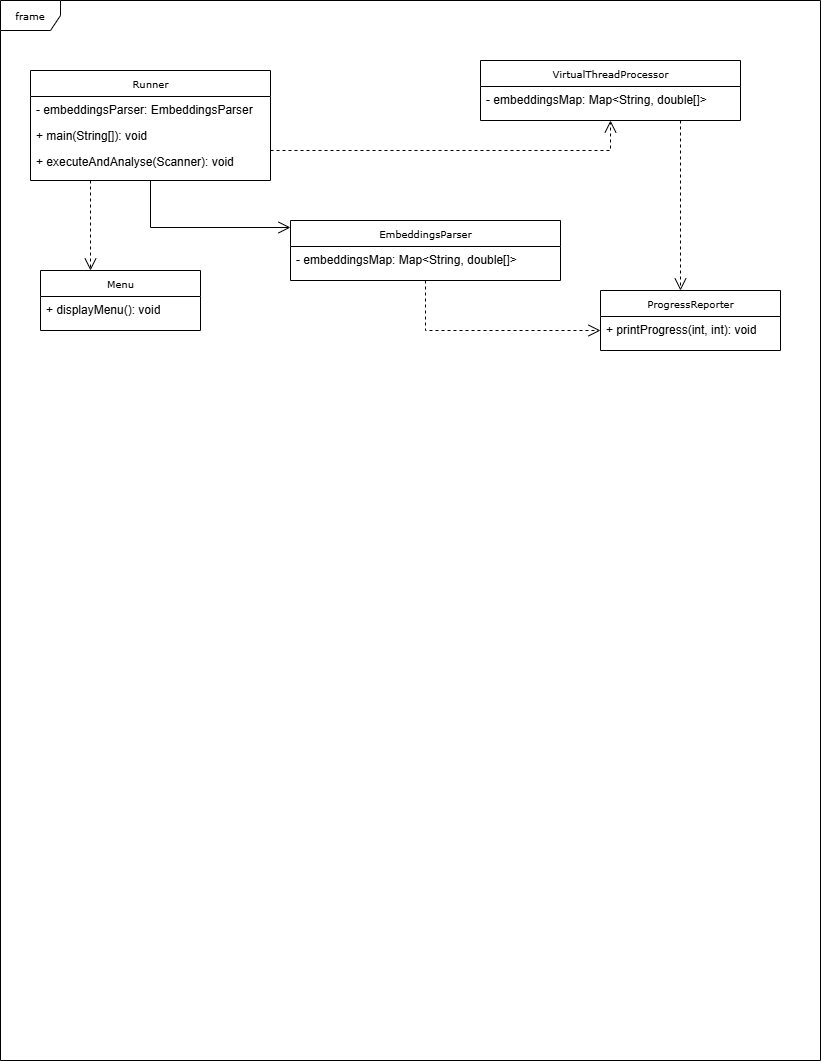 frame
Runner
- embeddingsParser: EmbeddingsParser
+ main(String[]): void
+ executeAndAnalyse(Scanner): void
VirtualThreadProcessor
- embeddingsMap: Map<String, double[]>
EmbeddingsParser
- embeddingsMap: Map<String, double[]>
Menu
+ displayMenu(): void
ProgressReporter
+ printProgress(int, int): void